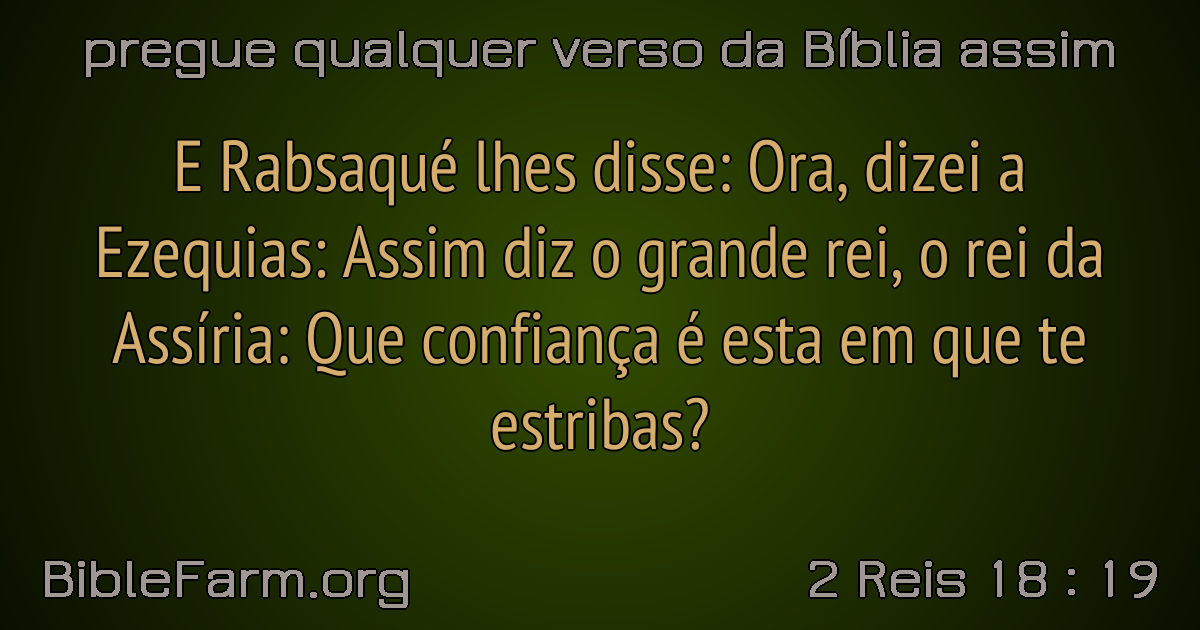 pregue qualquer verso da Bíblia assim
E Rabsaqué lhes disse: Ora, dizei a
Ezequias: Assim diz o grande rei, o rei da
Assíria: Que confiança é esta em que te
estribas?
BibleFarm.org
2 Reis 18 : 19